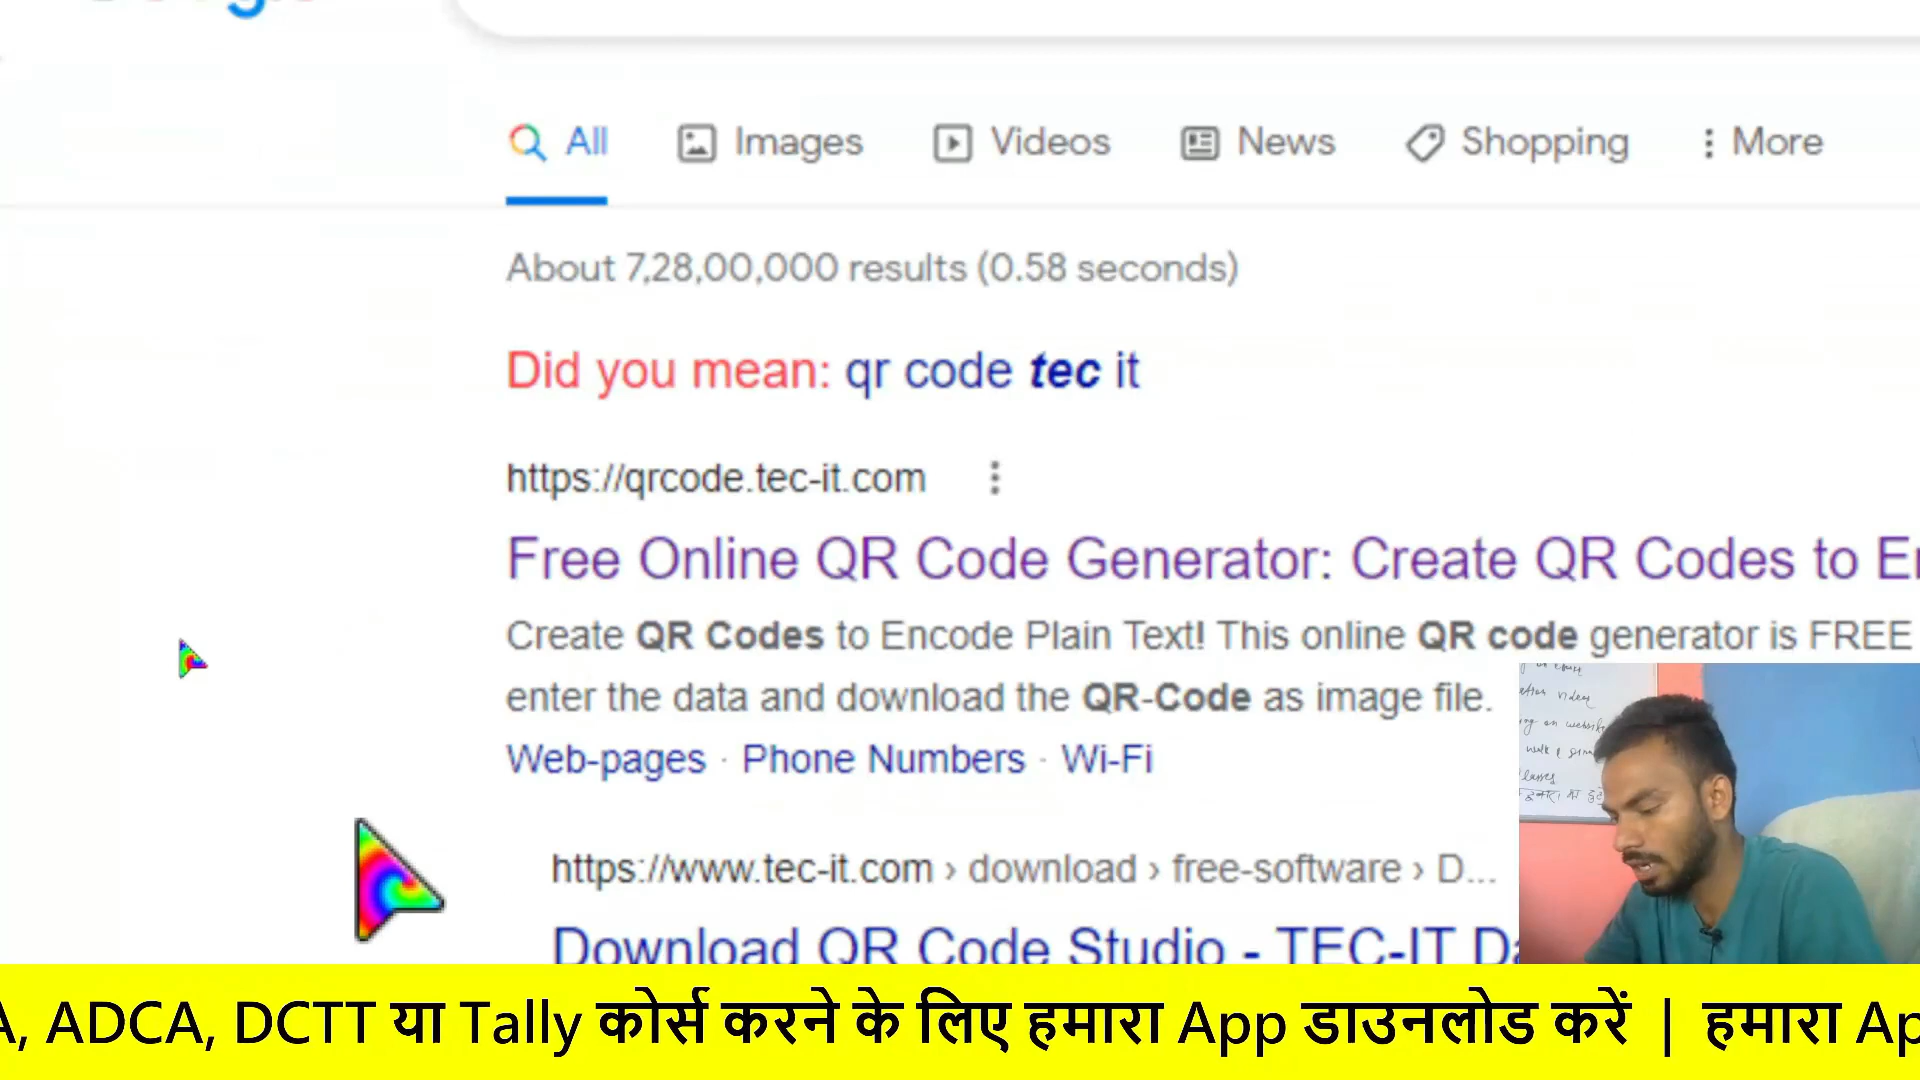 All Images Videos News Shopping More
About 7,28,00,000 results (0.58 seconds)
Did you mean: qr code tec it
https://qrcode.tec-it.com
Free Online QR Code Generator: Create QR Codes to
Create QR Codes to Encode Plain Text! This online QR code generator is FREE
enter the data and download the QR-Code as image file.
Web-pages · Phone Numbers · Wi-Fi
https://www.tec-it.com › download › free-software › D...
Download QR Code Studio - TEC-IT
A, ADCA, DCTT या Tally कोर्स करने के लिए हमारा App डाउनलोड करें | हमारा Ap